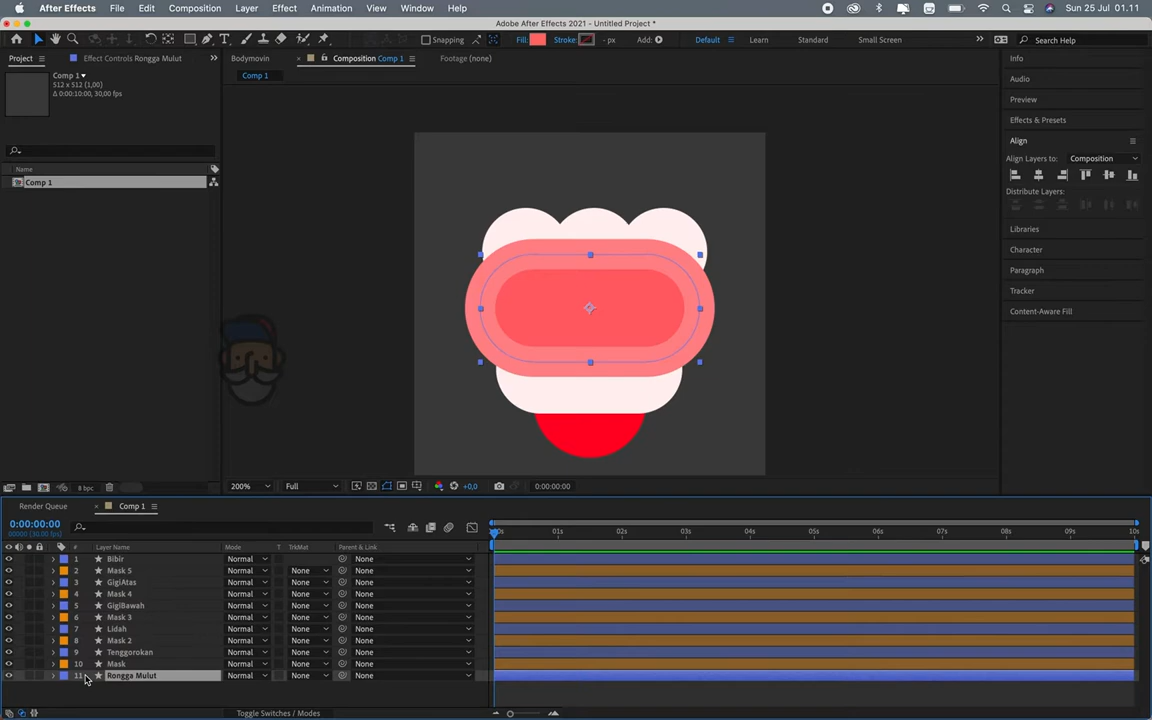 After Effects File Edit Composition Layer Effect Animation View Window Help Sun 25 Jul 01.11
Adobe After Effects 2021 - Untitled Project *
Snapping Fill: Stroke: - px Add: Default Learn Standard Small Screen Search Help
Project Effect Controls Rongga Mulut Bodymovin Composition Comp 1 Footage (none) Info
Comp 1
512 x 512 (1,00)
Δ 0:00:10:00, 30,00 fps
Comp 1
Audio
Preview
Effects & Presets
Align
Align Layers to: Composition
Distribute Layers:
Name
Comp 1
Libraries
Character
Paragraph
Tracker
Content-Aware Fill
8 bpc 200% Full +0,0 0:00:00:00
Render Queue Comp 1
0:00:00:00
00000 (30.00 fps)
01s 02s 03s 04s 05s 06s 07s 08s 09s 10s
# Layer Name Mode T TrkMat Parent & Link
1 Bibir Normal None
2 Mask 5 Normal None None
3 GigiAtas Normal None None
4 Mask 4 Normal None None
5 GigiBawah Normal None None
6 Mask 3 Normal None None
7 Lidah Normal None None
8 Mask 2 Normal None None
9 Tenggorokan Normal None None
10 Mask Normal None None
11 Rongga Mulut Normal None None
Toggle Switches / Modes